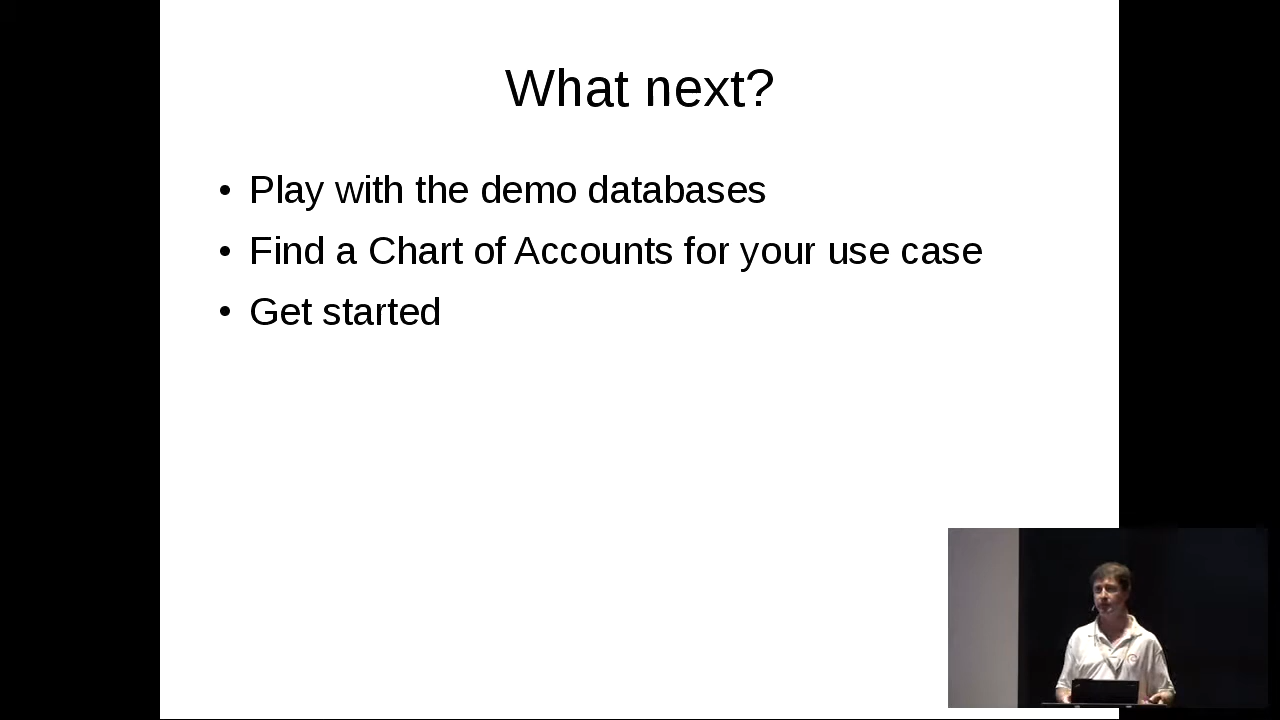 What next?
• Play with the demo databases
• Find a Chart of Accounts for your use case
• Get started